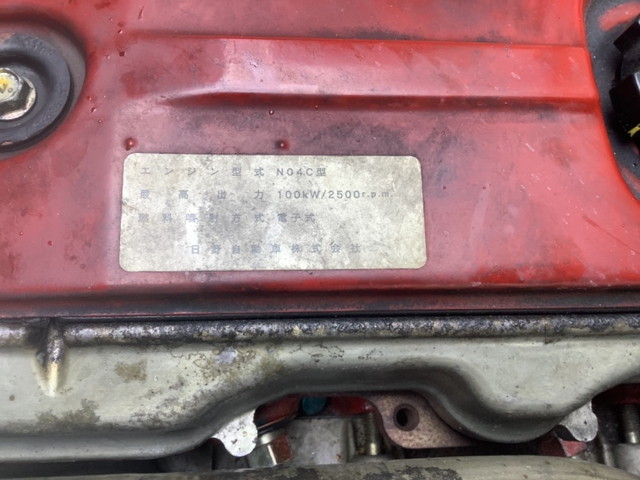 エンジン型式 N04C型
最高出力 100kW/2500r.p.m.
燃料噴射方式 電子式
日野自動車株式会社